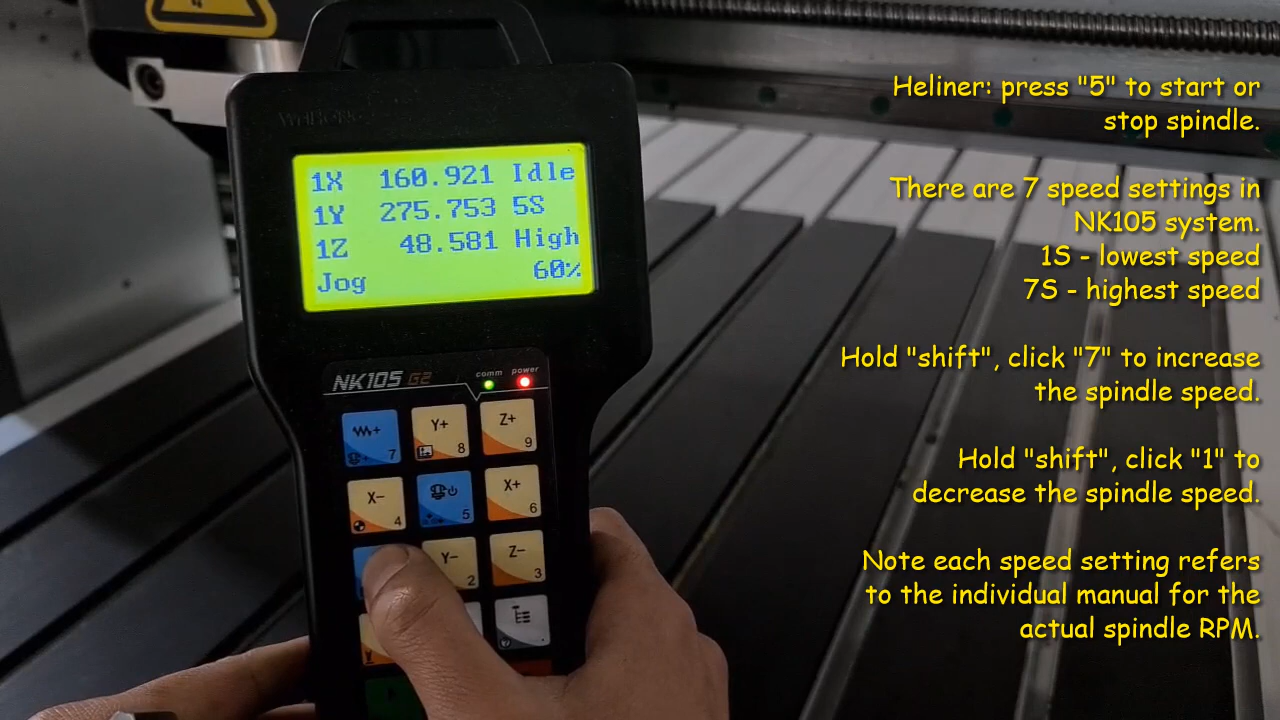 WEIHONG
1X 160.921 Idle
1Y 275.753 5S
1Z 48.581 High
Jog 60%
NK105 G2
comm power
+ 7
Y+ 8
Z+ 9
X- 4
5
X+ 6
Y- 2
Z- 3
Heliner: press "5" to start or
stop spindle.
There are 7 speed settings in
NK105 system.
1S - lowest speed
7S - highest speed
Hold "shift", click "7" to increase
the spindle speed.
Hold "shift", click "1" to
decrease the spindle speed.
Note each speed setting refers
to the individual manual for the
actual spindle RPM.